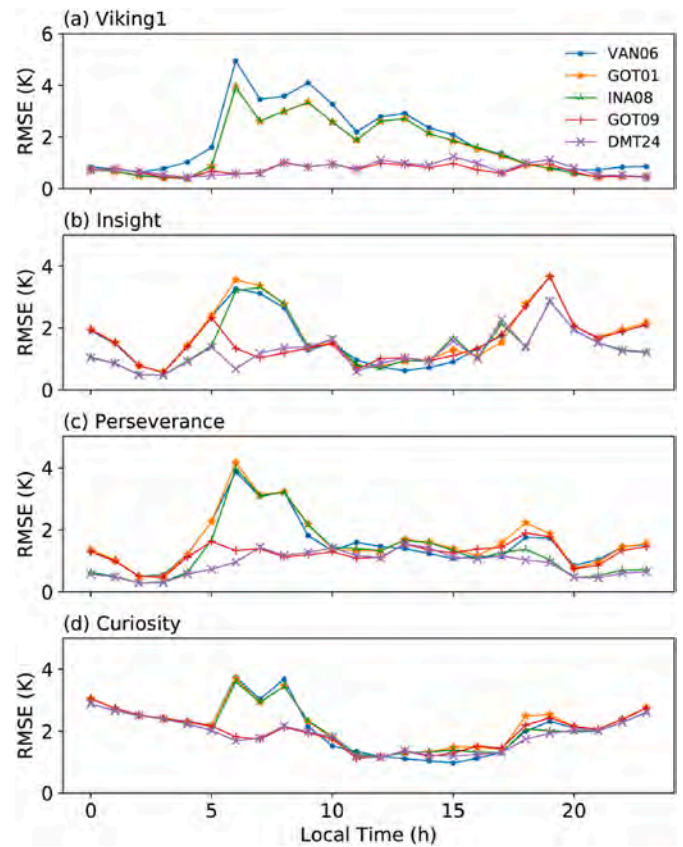 (a) Viking1
6
4
2
0
RMSE (K)
VAN06
GOT01
INA08
GOT09
DMT24
(b) Insight
4
2
0
RMSE (K)
(c) Perseverance
4
2
0
RMSE (K)
(d) Curiosity
4
2
0
RMSE (K)
0 5 10 15 20
Local Time (h)